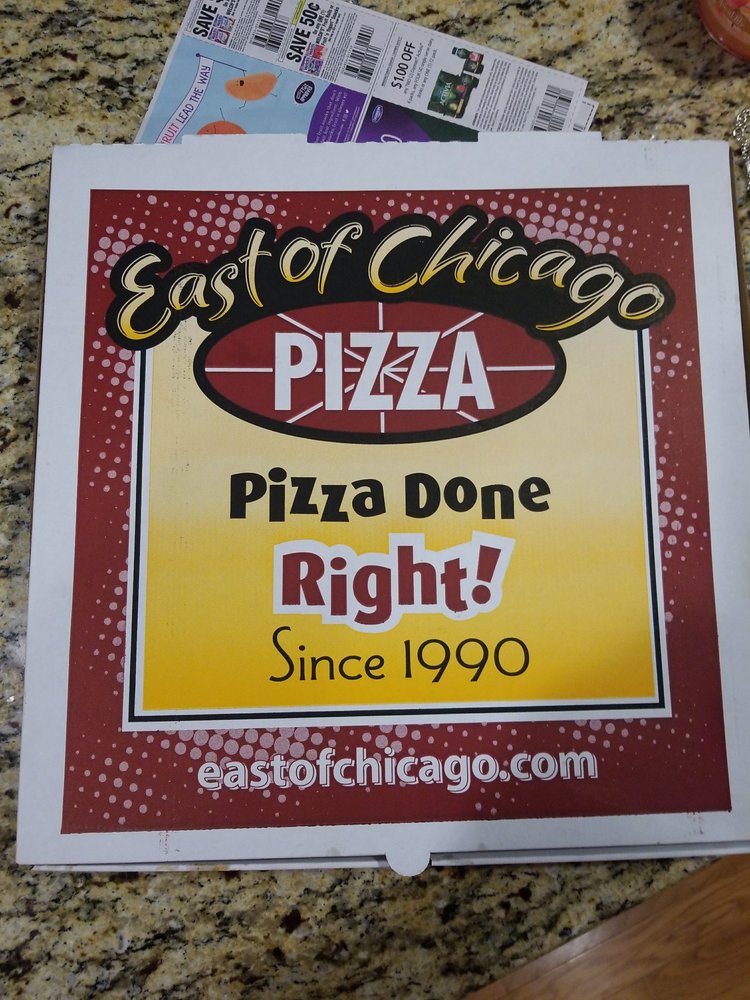 SAVE 50¢
$1.00 OFF
FRUIT LEAD THE WAY
East of Chicago
PIZZA
Pizza Done
Right!
Since 1990
eastofchicago.com